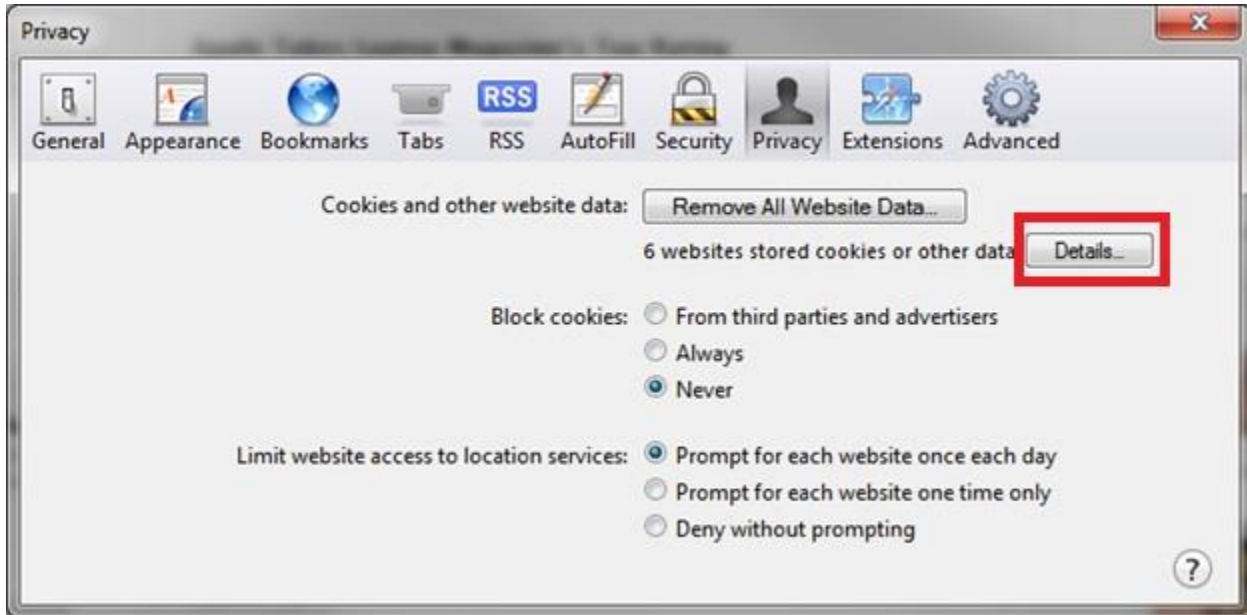 Privacy
RSS
General Appearance Bookmarks Tabs RSS AutoFill Security Privacy Extensions Advanced
Cookies and other website data: Remove All Website Data...
6 websites stored cookies or other data Details...
Block cookies: From third parties and advertisers
Always
Never
Limit website access to location services: Prompt for each website once each day
Prompt for each website one time only
Deny without prompting
?